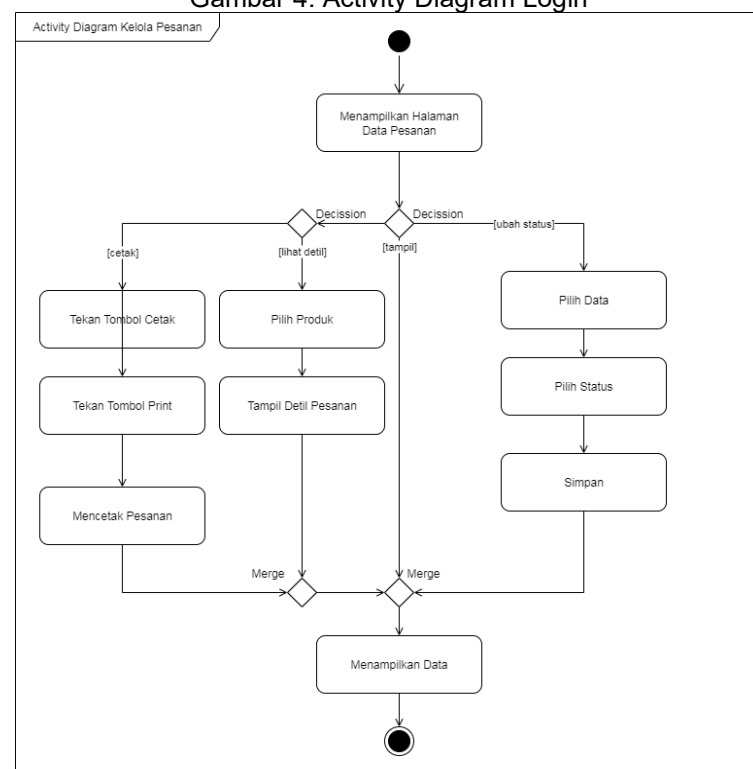 Gambar 4. Activity Diagram Login
Activity Diagram Kelola Pesanan
Menampilkan Halaman
Data Pesanan
Decission
Decission
[ubah status]
[cetak]
[lihat detil]
[tampil]
Tekan Tombol Cetak
Pilih Produk
Pilih Data
Tekan Tombol Print
Tampil Detil Pesanan
Pilih Status
Mencetak Pesanan
Simpan
Merge
Merge
Menampilkan Data